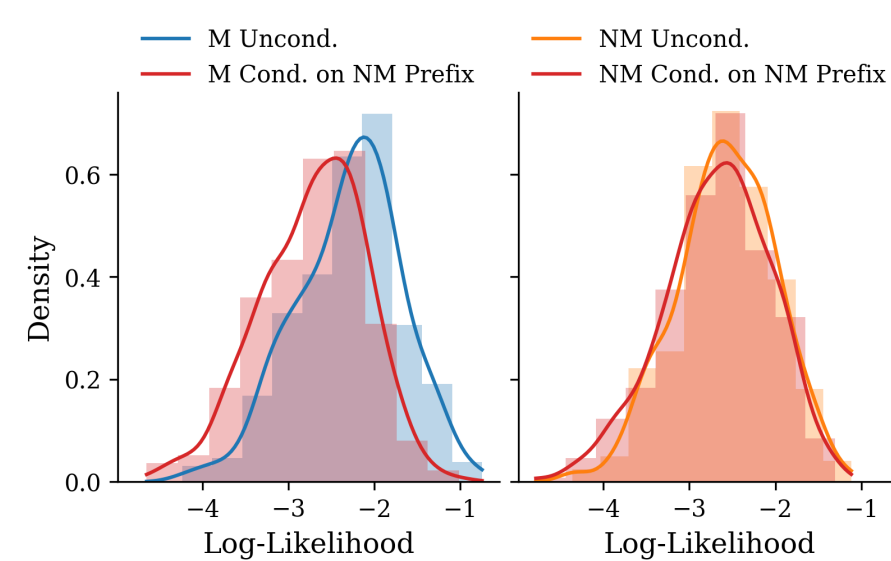 M Uncond.
M Cond. on NM Prefix
NM Uncond.
NM Cond. on NM Prefix
Density
0.6
0.4
0.2
0.0
−4 −3 −2 −1
−4 −3 −2 −1
Log-Likelihood
Log-Likelihood